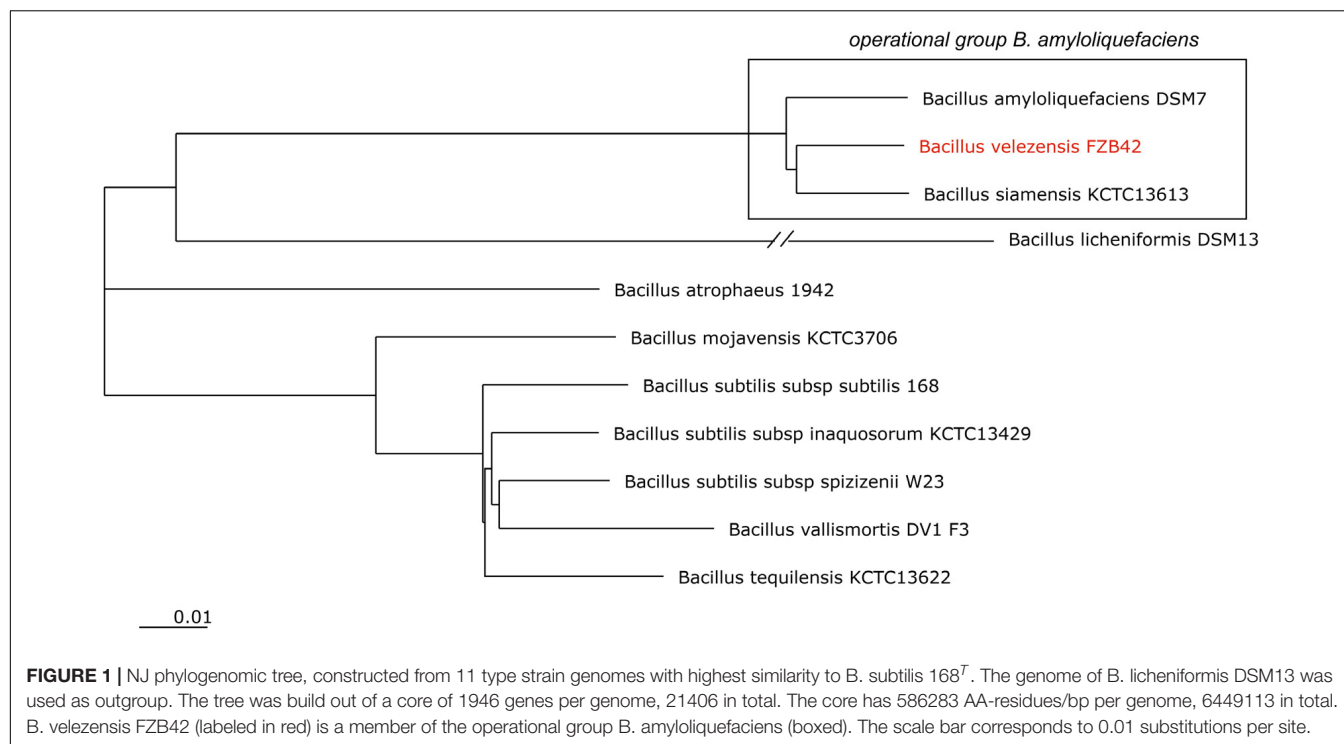 operational group B. amyloliquefaciens
Bacillus amyloliquefaciens DSM7
Bacillus velezensis FZB42
Bacillus siamensis KCTC13613
Bacillus licheniformis DSM13
Bacillus atrophaeus 1942
Bacillus mojavensis KCTC3706
Bacillus subtilis subsp subtilis 168
Bacillus subtilis subsp inaquosorum KCTC13429
Bacillus subtilis subsp spizizenii W23
Bacillus vallismortis DV1 F3
Bacillus tequilensis KCTC13622
0.01
FIGURE 1 | NJ phylogenomic tree, constructed from 11 type strain genomes with highest similarity to B. subtilis 168ᵀ. The genome of B. licheniformis DSM13 was
used as outgroup. The tree was build out of a core of 1946 genes per genome, 21406 in total. The core has 586283 AA-residues/bp per genome, 6449113 in total.
B. velezensis FZB42 (labeled in red) is a member of the operational group B. amyloliquefaciens (boxed). The scale bar corresponds to 0.01 substitutions per site.